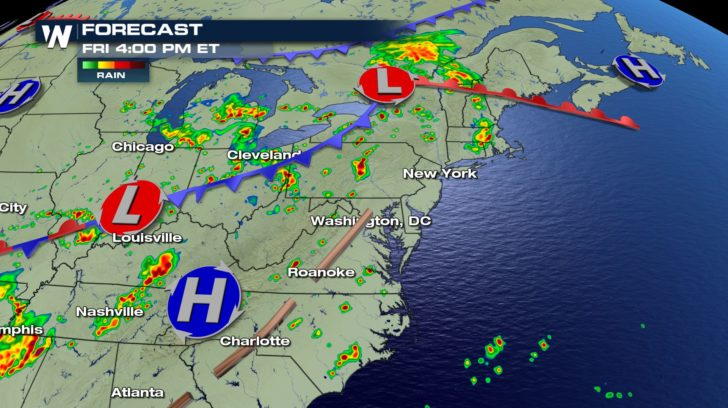 W
FORECAST
FRI 4:00 PM ET
RAIN
H
L
H
Chicago
Cleveland
New York
City
L
Louisville
Washington, DC
Roanoke
H
Nashville
mphis
Charlotte
Atlanta